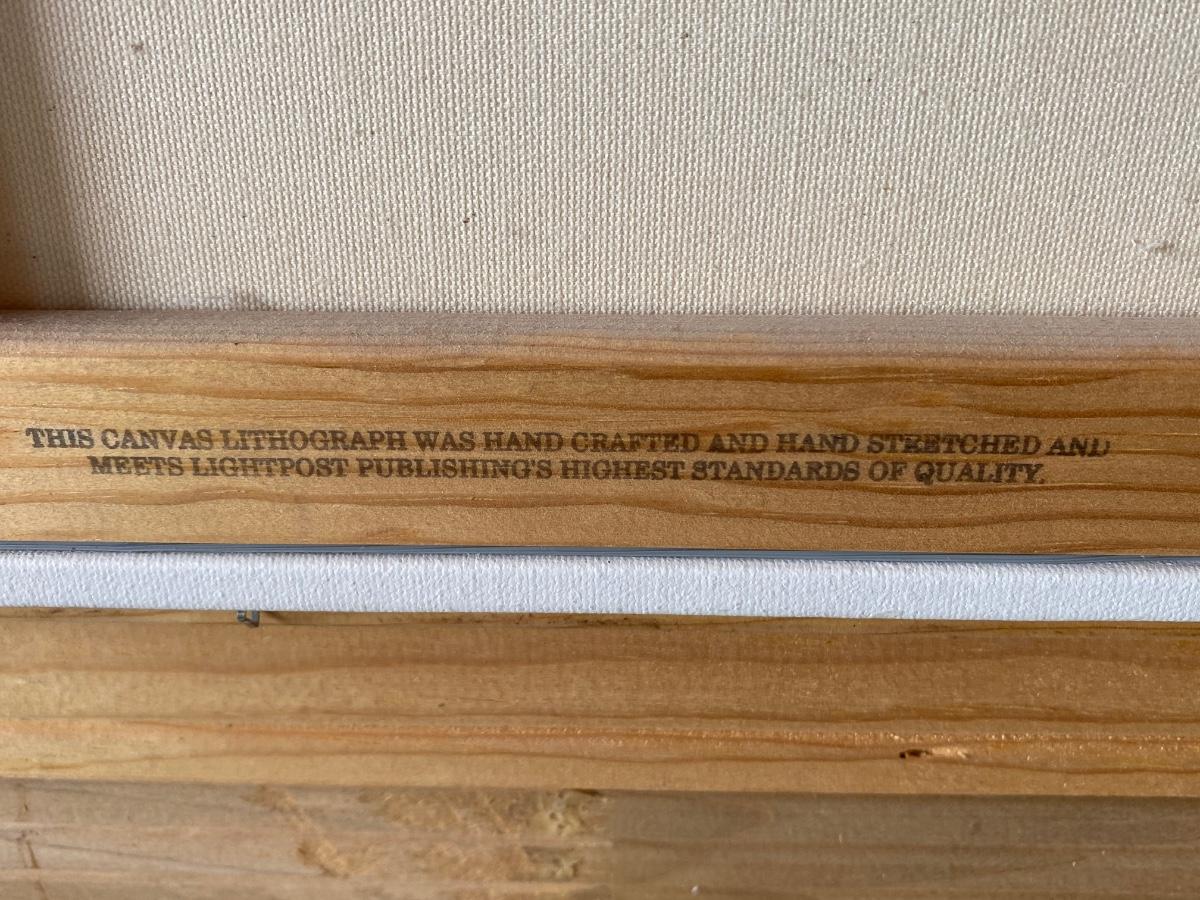 THIS CANVAS LITHOGRAPH WAS HAND CRAFTED AND HAND STRETCHED AND
MEETS LIGHTPOST PUBLISHING'S HIGHEST STANDARDS OF QUALITY.